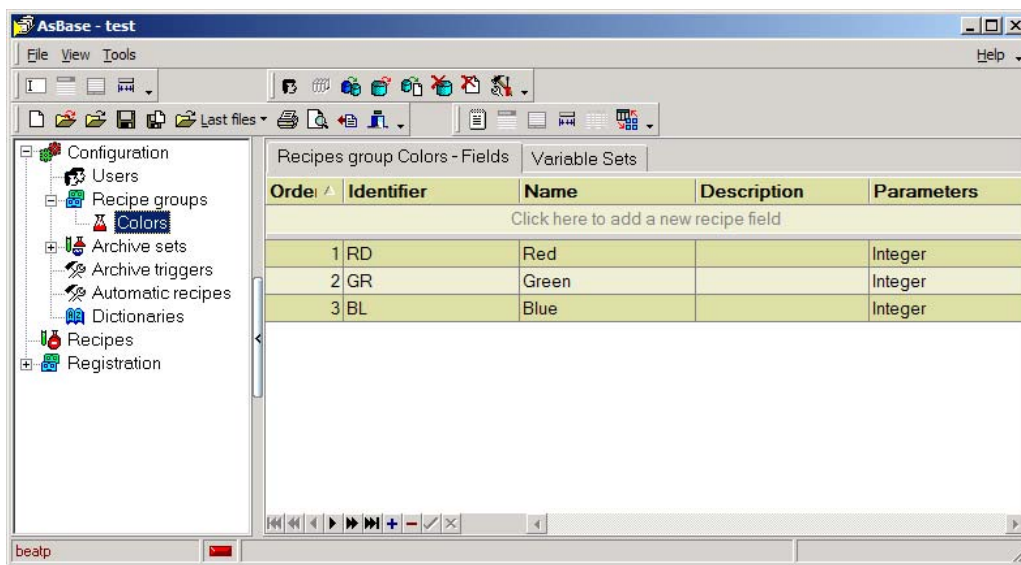 AsBase - test
File View Tools
Help
Last files
Configuration
Users
Recipe groups
Colors
Archive sets
Archive triggers
Automatic recipes
Dictionaries
Recipes
Registration
Recipes group Colors - Fields
Variable Sets
Order Identifier Name Description Parameters
Click here to add a new recipe field
1 RD Red Integer
2 GR Green Integer
3 BL Blue Integer
beatp